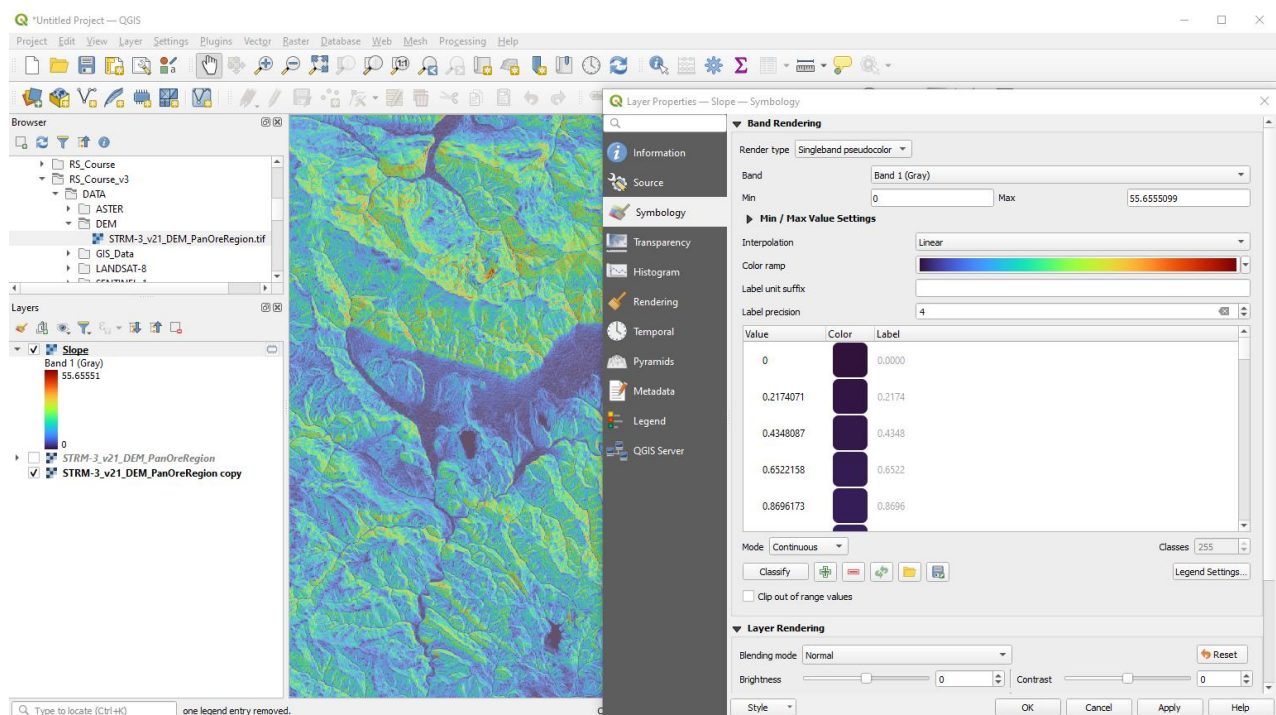 *Untitled Project — QGIS
Project Edit View Layer Settings Plugins Vector Raster Database Web Mesh Processing Help
Browser
RS_Course
RS_Course_v3
DATA
ASTER
DEM
STRM-3_v21_DEM_PanOreRegion.tif
GIS_Data
LANDSAT-8
Layers
Slope
Band 1 (Gray)
55.65551
0
STRM-3_v21_DEM_PanOreRegion
STRM-3_v21_DEM_PanOreRegion copy
Type to locate (Ctrl+K)
one legend entry removed.
Layer Properties — Slope — Symbology
Information
Source
Symbology
Transparency
Histogram
Rendering
Temporal
Pyramids
Metadata
Legend
QGIS Server
Band Rendering
Render type Singleband pseudocolor
Band Band 1 (Gray)
Min 0 Max 55.6555099
Min / Max Value Settings
Interpolation Linear
Color ramp
Label unit suffix
Label precision 4
Value Color Label
0 0.0000
0.2174071 0.2174
0.4348087 0.4348
0.6522158 0.6522
0.8696173 0.8696
Mode Continuous Classes 255
Classify Legend Settings...
Clip out of range values
Layer Rendering
Blending mode Normal Reset
Brightness 0 Contrast 0
Style OK Cancel Apply Help